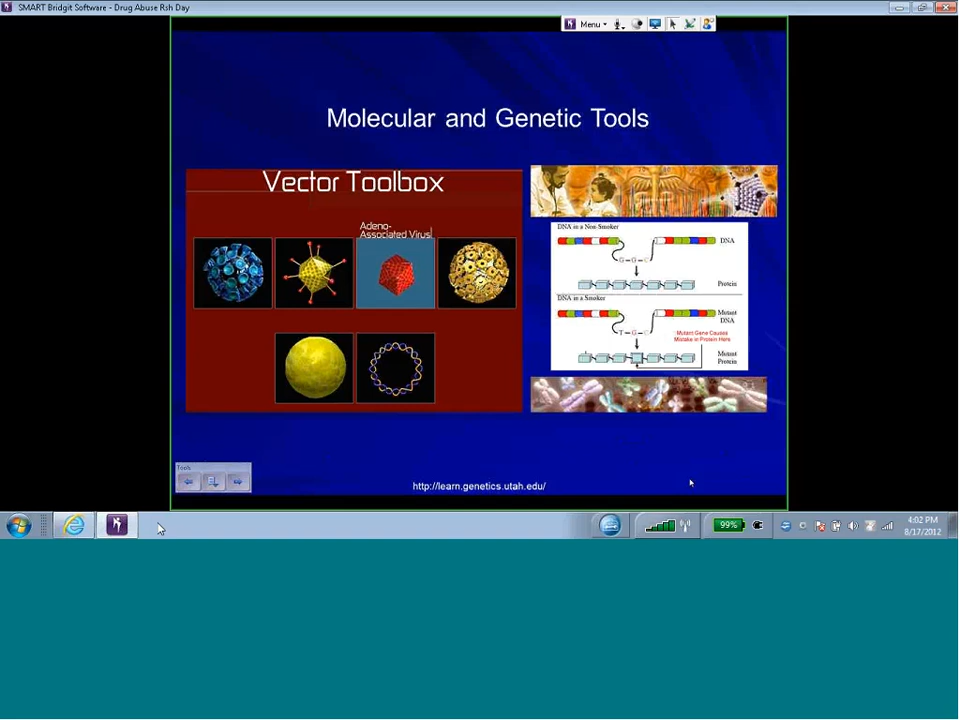 SMART Bridgit Software - Drug Abuse Rsh Day
Menu
Molecular and Genetic Tools
Vector Toolbox
Adeno-
Associated Virus
DNA in a Non-Smoker
DNA
G-G-C
Protein
DNA in a Smoker
Mutant
DNA
T-G-C
Mutant Gene Causes
Mistake in Protein Here
Mutant
Protein
Tools
http://learn.genetics.utah.edu/
99%
4:02 PM
8/17/2012